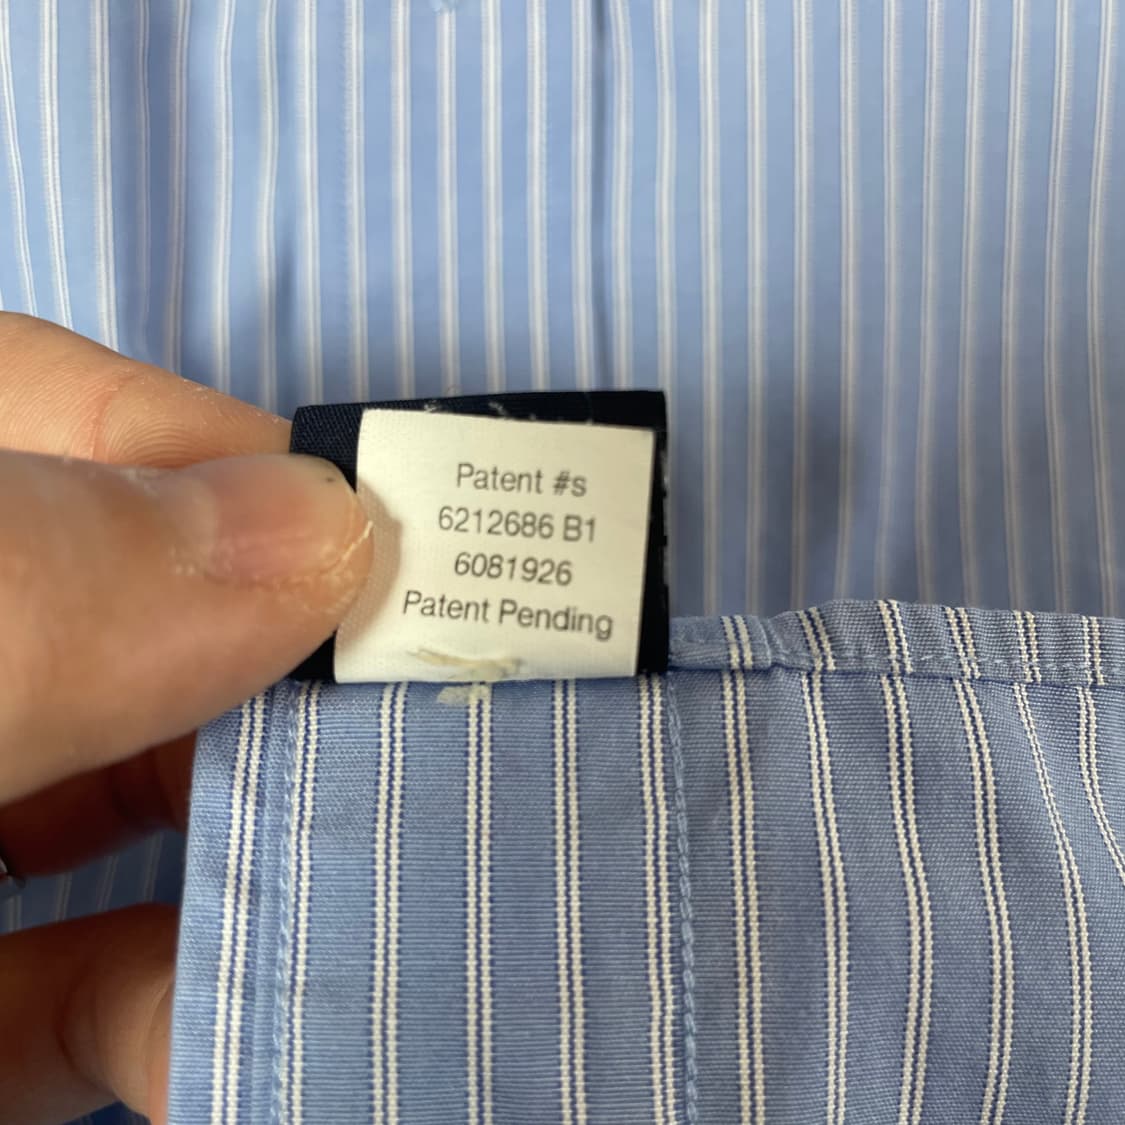 Patent #s
6212686 B1
6081926
Patent Pending